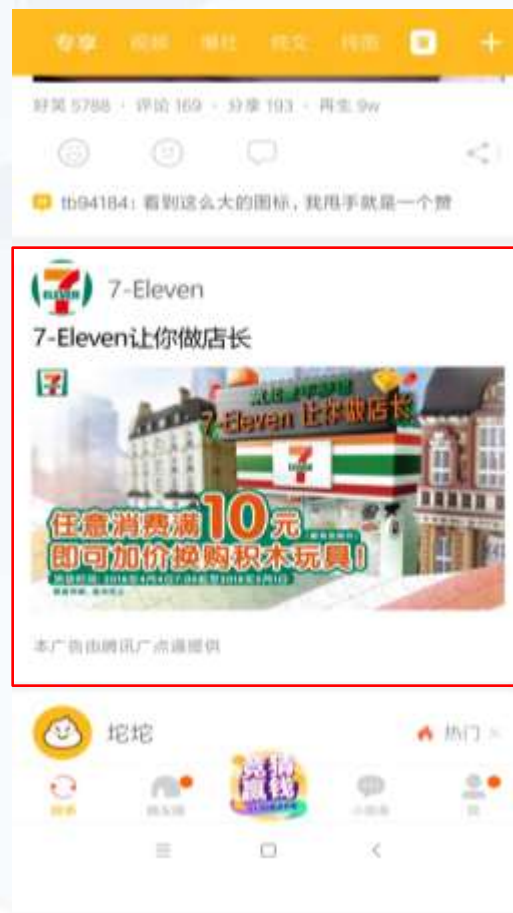 专享 视频
好笑 5788 · 评论 169 · 分享 193 · 再生 9w
tb94184: 看到这么大的图标，我甩手就是一个赞
7-Eleven
7-Eleven让你做店长
7-Eleven 让你做店长
任意消费满10元
即可加价换购积木玩具!
本广告由腾讯广点通提供
坨坨
热门 >